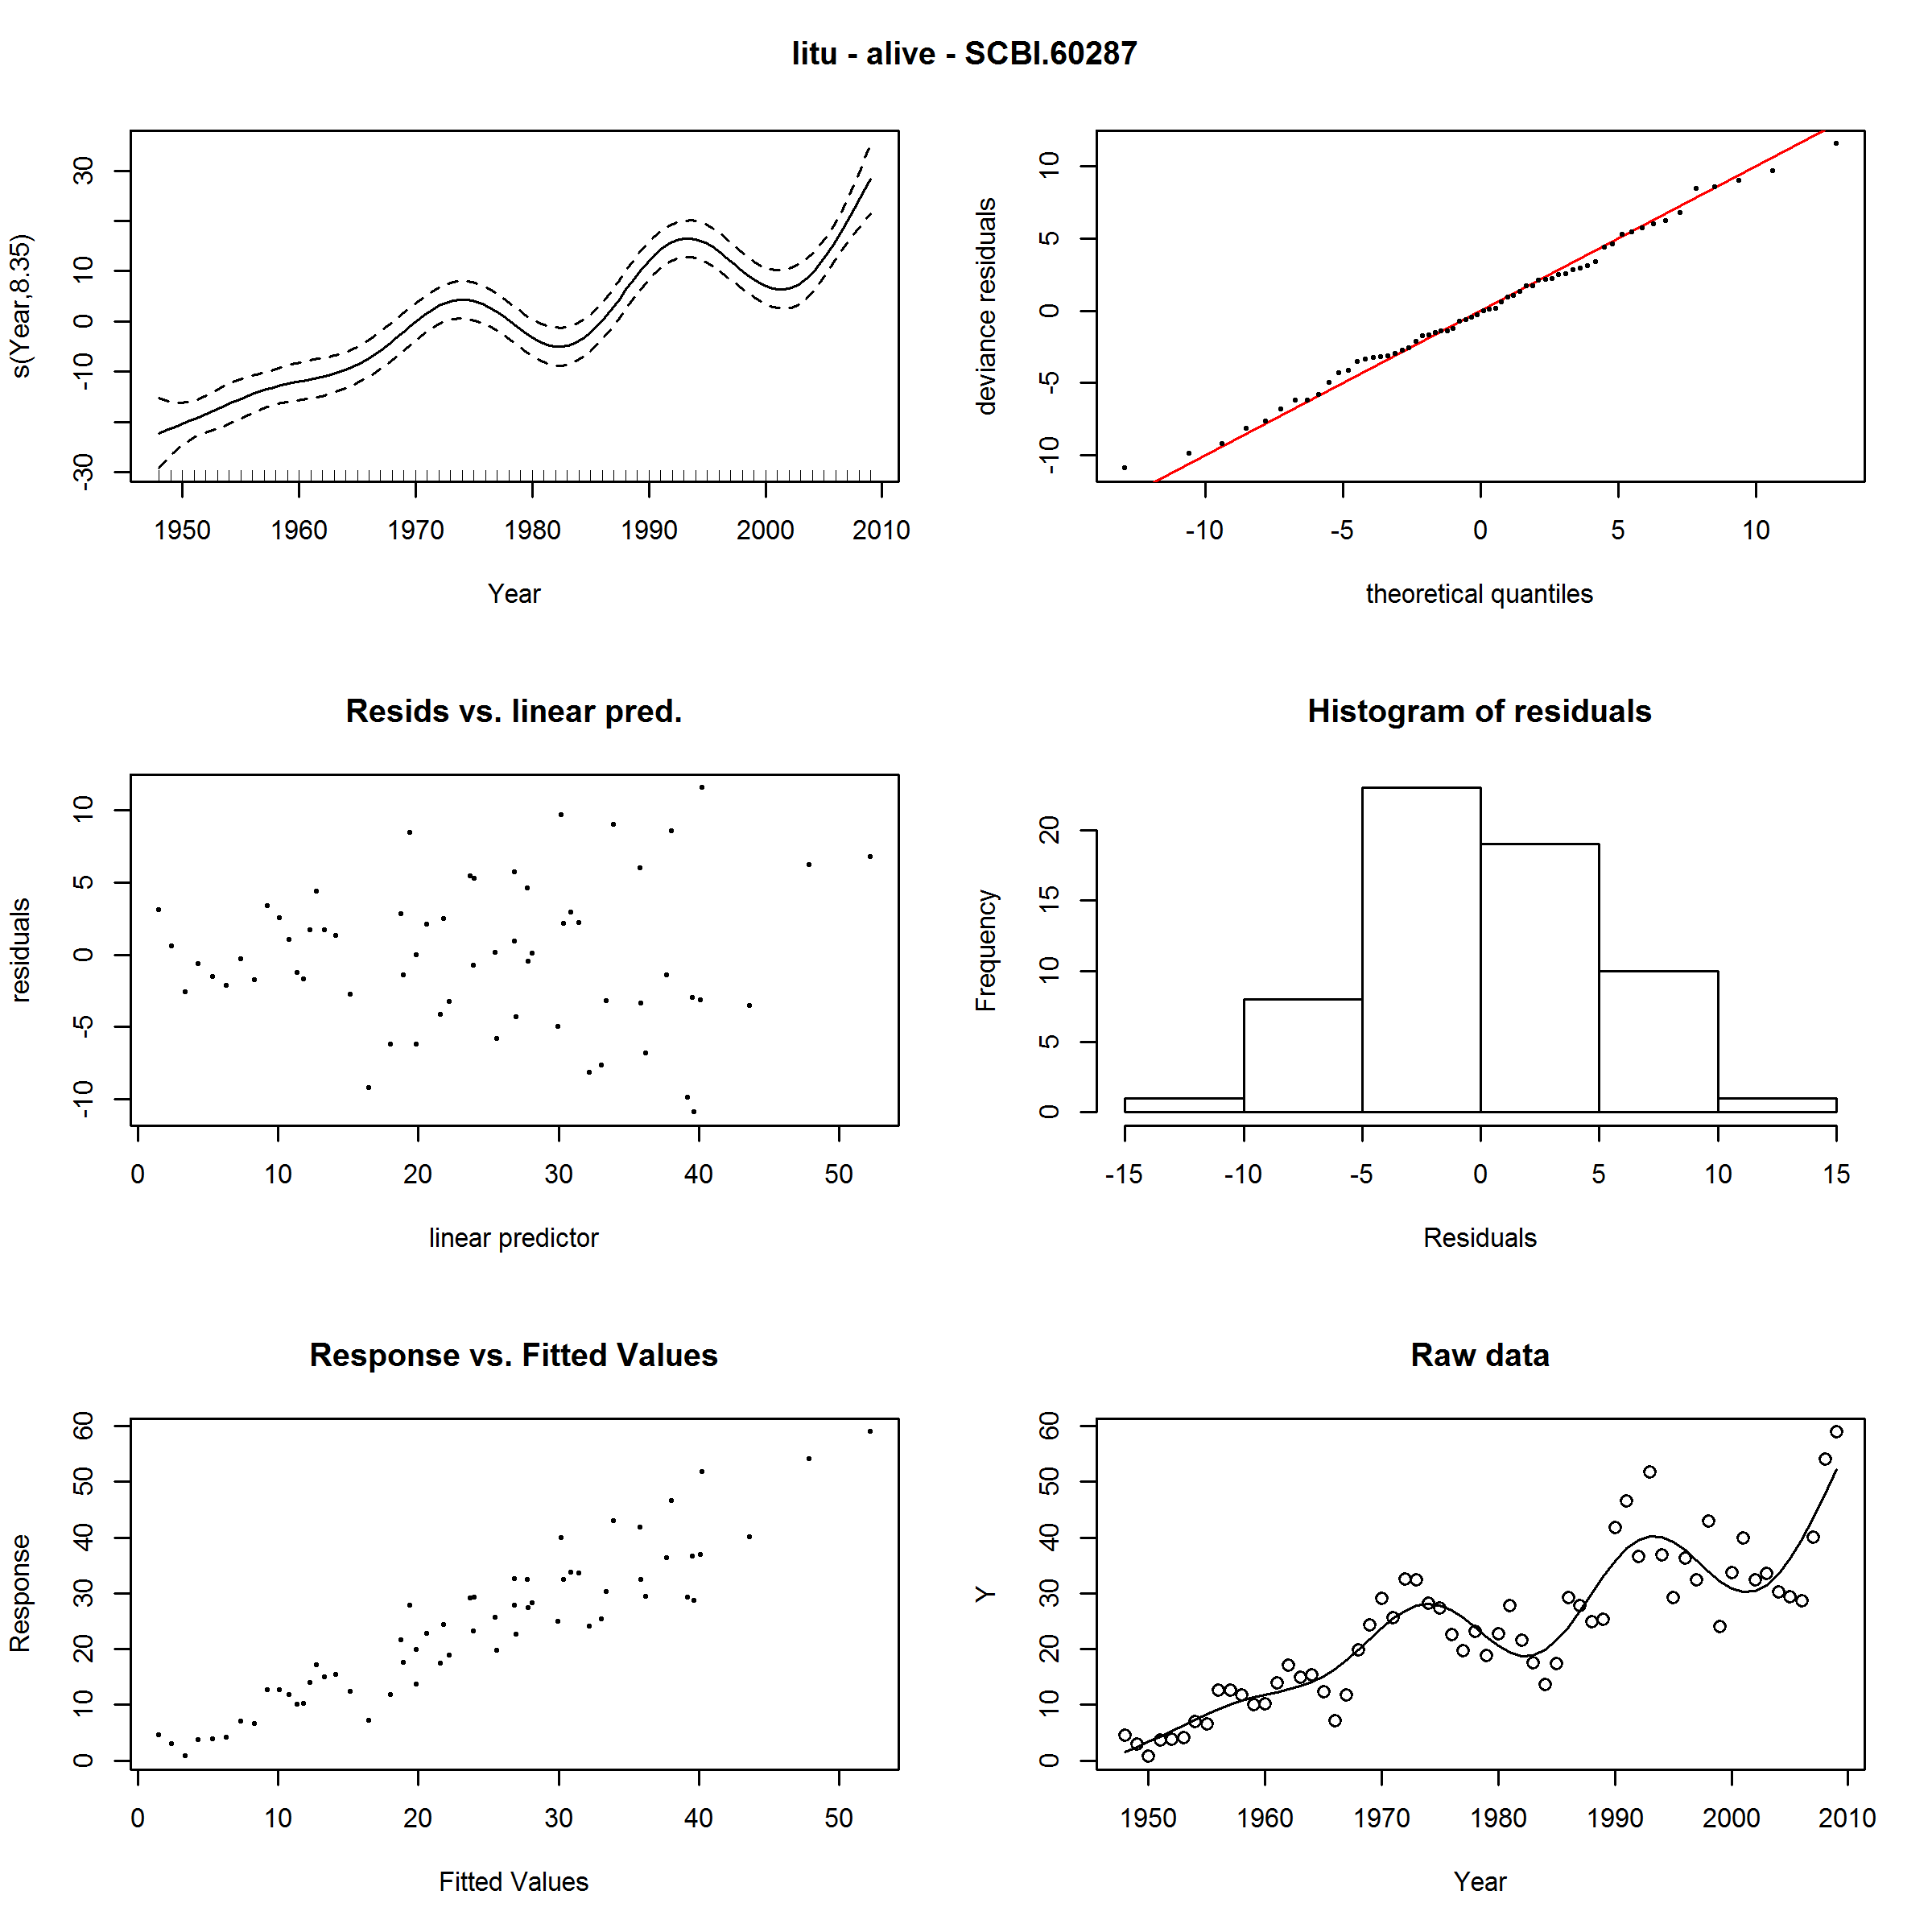 litu - alive - SCBI.60287
s(Year,8.35)
-30 -10 0 10 30
1950 1960 1970 1980 1990 2000 2010
Year
deviance residuals
-10 -5 0 5 10
-10 -5 0 5 10
theoretical quantiles
Resids vs. linear pred.
residuals
-10 -5 0 5 10
0 10 20 30 40 50
linear predictor
Histogram of residuals
Frequency
0 5 10 15 20
-15 -10 -5 0 5 10 15
Residuals
Response vs. Fitted Values
Response
0 10 20 30 40 50 60
0 10 20 30 40 50
Fitted Values
Raw data
Y
0 10 20 30 40 50 60
1950 1960 1970 1980 1990 2000 2010
Year